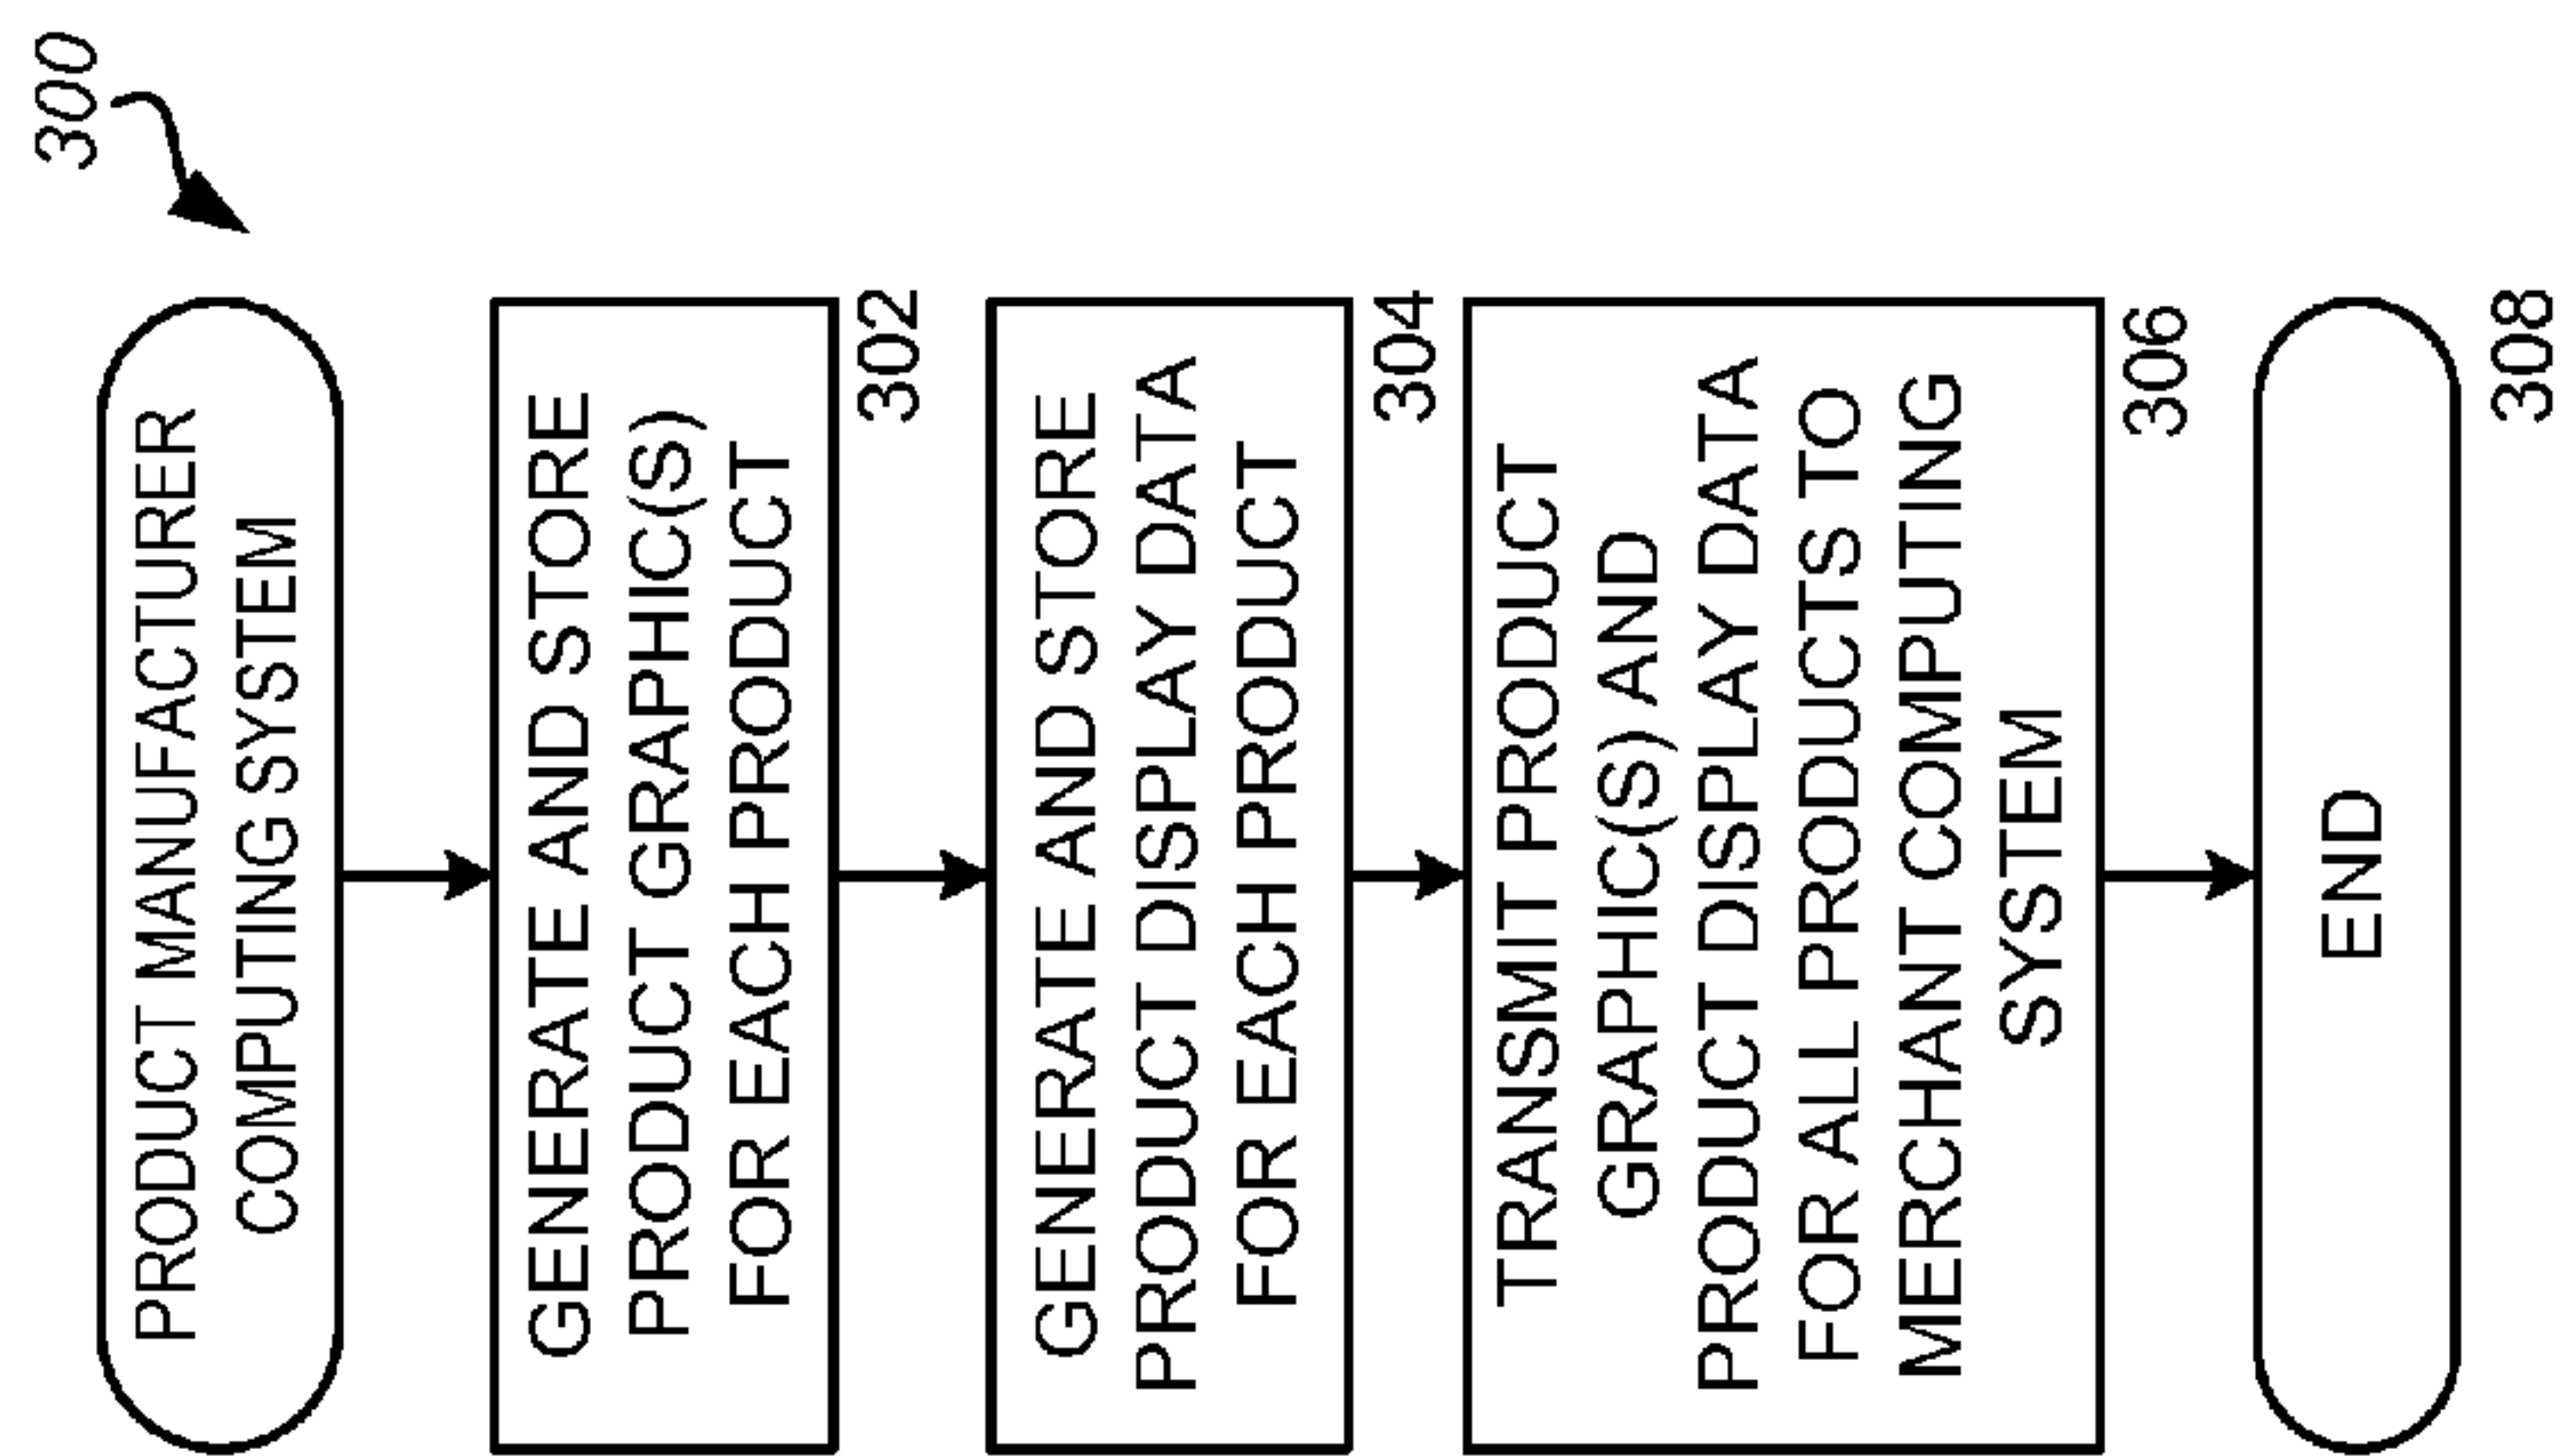 300
PRODUCT MANUFACTURER
COMPUTING SYSTEM
GENERATE AND STORE
PRODUCT GRAPHIC(S)
FOR EACH PRODUCT
302
GENERATE AND STORE
PRODUCT DISPLAY DATA
FOR EACH PRODUCT
304
TRANSMIT PRODUCT
GRAPHIC(S) AND
PRODUCT DISPLAY DATA
FOR ALL PRODUCTS TO
MERCHANT COMPUTING
SYSTEM
306
END
308